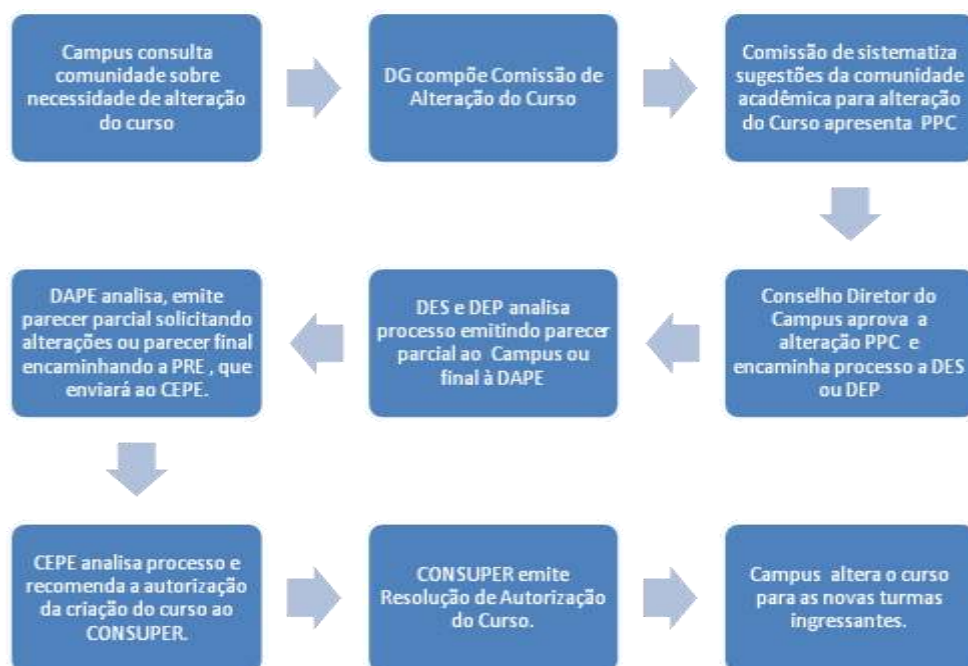 Campus consulta
comunidade sobre
necessidade de alteração
do curso
DG compõe Comissão de
Alteração do Curso
Comissão de sistematiza
sugestões da comunidade
acadêmica para alteração
do Curso apresenta PPC
Conselho Diretor do
Campus aprova a
alteração PPC e
encaminha processo a DES
ou DEP
DES e DEP analisa
processo emitindo parecer
parcial ao Campus ou
final à DAPE
DAPE analisa, emite
parecer parcial solicitando
alterações ou parecer final
encaminhando a PRE , que
enviará ao CEPE.
CEPE analisa processo e
recomenda a autorização
da criação do curso ao
CONSUPER.
CONSUPER emite
Resolução de Autorização
do Curso.
Campus altera o curso
para as novas turmas
ingressantes.